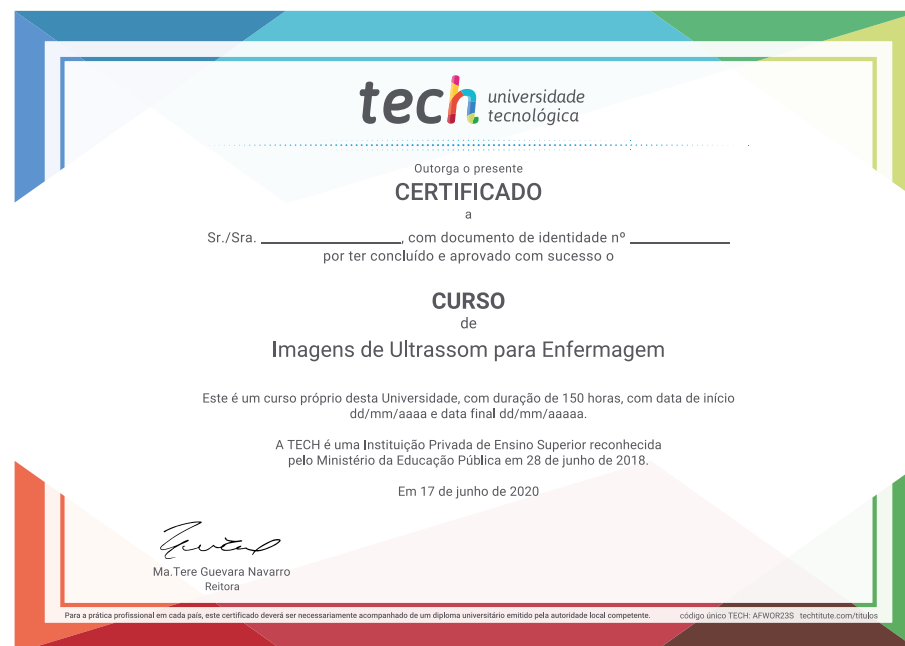 tech universidade
tecnológica
Outorga o presente
CERTIFICADO
a
Sr./Sra. ____________________, com documento de identidade nº ______________
por ter concluído e aprovado com sucesso o
CURSO
de
Imagens de Ultrassom para Enfermagem
Este é um curso próprio desta Universidade, com duração de 150 horas, com data de início
dd/mm/aaaa e data final dd/mm/aaaaa.
A TECH é uma Instituição Privada de Ensino Superior reconhecida
pelo Ministério da Educação Pública em 28 de junho de 2018.
Em 17 de junho de 2020
Ma.Tere Guevara Navarro
Reitora
Para a prática profissional em cada país, este certificado deverá ser necessariamente acompanhado de um diploma universitário emitido pela autoridade local competente. código único TECH: AFWOR23S techtitute.com/titulos